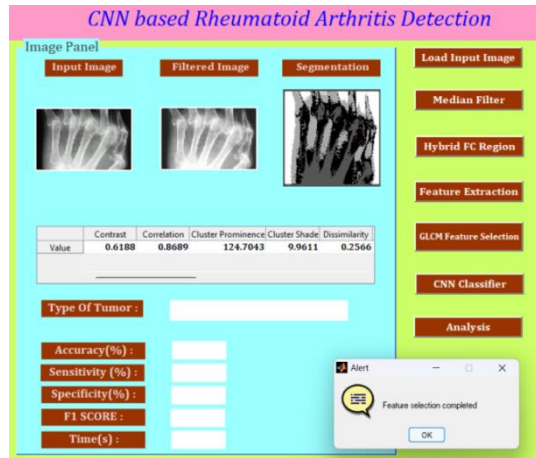 CNN based Rheumatoid Arthritis Detection
Image Panel
Input Image
Filtered Image
Segmentation
Contrast Correlation Cluster Prominence Cluster Shade Dissimilarity
Value 0.6188 0.8689 124.7043 9.9611 0.2566
Type Of Tumor :
Accuracy(%) :
Sensitivity (%) :
Specificity(%) :
F1 SCORE :
Time(s) :
Load Input Image
Median Filter
Hybrid FC Region
Feature Extraction
GLCM Feature Selection
CNN Classifier
Analysis
Alert
Feature selection completed
OK